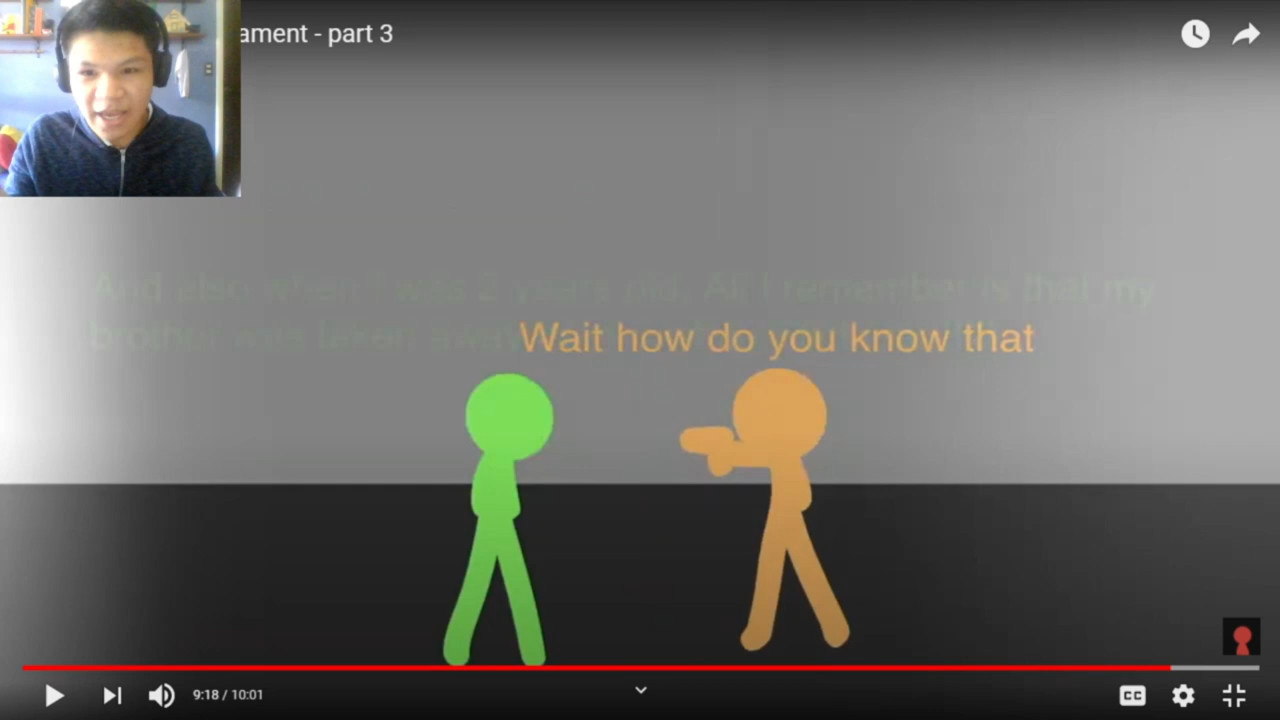 ament - part 3
And also when I was 2 years old, All I remember is that my
brother was taken away
Wait how do you know that
9:18 / 10:01
CC